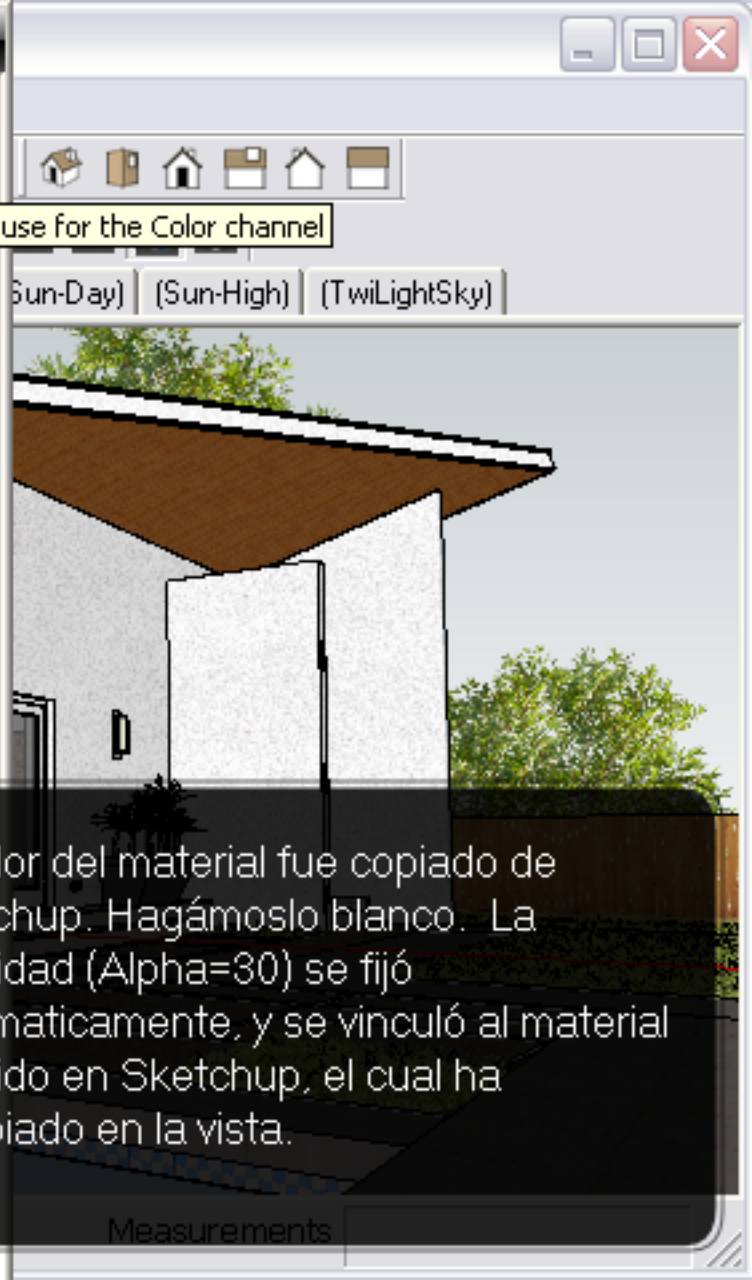 use for the Color channel
Sun-Day) (Sun-High) (TwiLightSky)
lor del material fue copiado de
chup. Hagámoslo blanco. La
idad (Alpha=30) se fijó
maticamente, y se vinculó al material
ido en Sketchup, el cual ha
piado en la vista.
Measurements